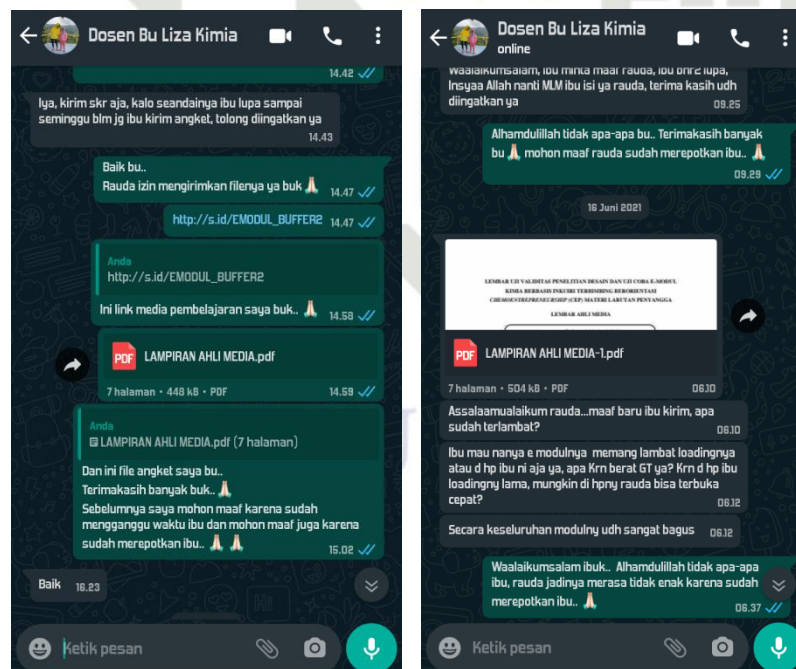 Dosen Bu Liza Kimia
14.42
Iya, kirim skr aja, kalo seandainya ibu lupa sampai
seminggu blm jg ibu kirim angket, tolong diingatkan ya
14.43
Baik bu..
Rauda izin mengirimkan filenya ya buk 14.47
http://s.id/EMODUL_BUFFER2 14.47
Anda
http://s.id/EMODUL_BUFFER2
Ini link media pembelajaran saya buk.. 14.58
PDF LAMPIRAN AHLI MEDIA.pdf
7 halaman • 448 kB • PDF 14.59
Anda
LAMPIRAN AHLI MEDIA.pdf (7 halaman)
Dan ini file angket saya bu..
Terimakasih banyak buk..
Sebelumnya saya mohon maaf karena sudah
mengganggu waktu ibu dan mohon maaf juga karena
sudah merepotkan ibu.. 15.02
Baik 16.23
Ketik pesan
Dosen Bu Liza Kimia
online
Waalaikumsalam, ibu minta maaf rauda, ibu bnr2 lupa,
Insyaa Allah nanti MLM ibu isi ya rauda, terima kasih udh
diingatkan ya 09.25
Alhamdulillah tidak apa-apa bu.. Terimakasih banyak
bu mohon maaf rauda sudah merepotkan ibu..
09.29
16 Juni 2021
LEMBAR UJI VALIDITAS PENELITIAN DESAIN DAN UJI COBA E-MODUL
KIMIA BERBASIS INKUIRI TERBIMBING BERORIENTASI
CHEMOENTREPRENEURSHIP (CEP) MATERI LARUTAN PENYANGGA
LEMBAR AHLI MEDIA
PDF LAMPIRAN AHLI MEDIA-1.pdf
7 halaman • 504 kB • PDF 06.10
Assalaamualaikum rauda...maaf baru ibu kirim, apa
sudah terlambat? 06.10
Ibu mau nanya e modulnya memang lambat loadingnya
atau d hp ibu ni aja ya, apa Krn berat GT ya? Krn d hp ibu
loadingny lama, mungkin di hpny rauda bisa terbuka
cepat? 06.12
Secara keseluruhan modulny udh sangat bagus 06.12
Waalaikumsalam ibuk.. Alhamdulillah tidak apa-apa
ibu, rauda jadinya merasa tidak enak karena sudah
merepotkan ibu.. 06.37
Ketik pesan